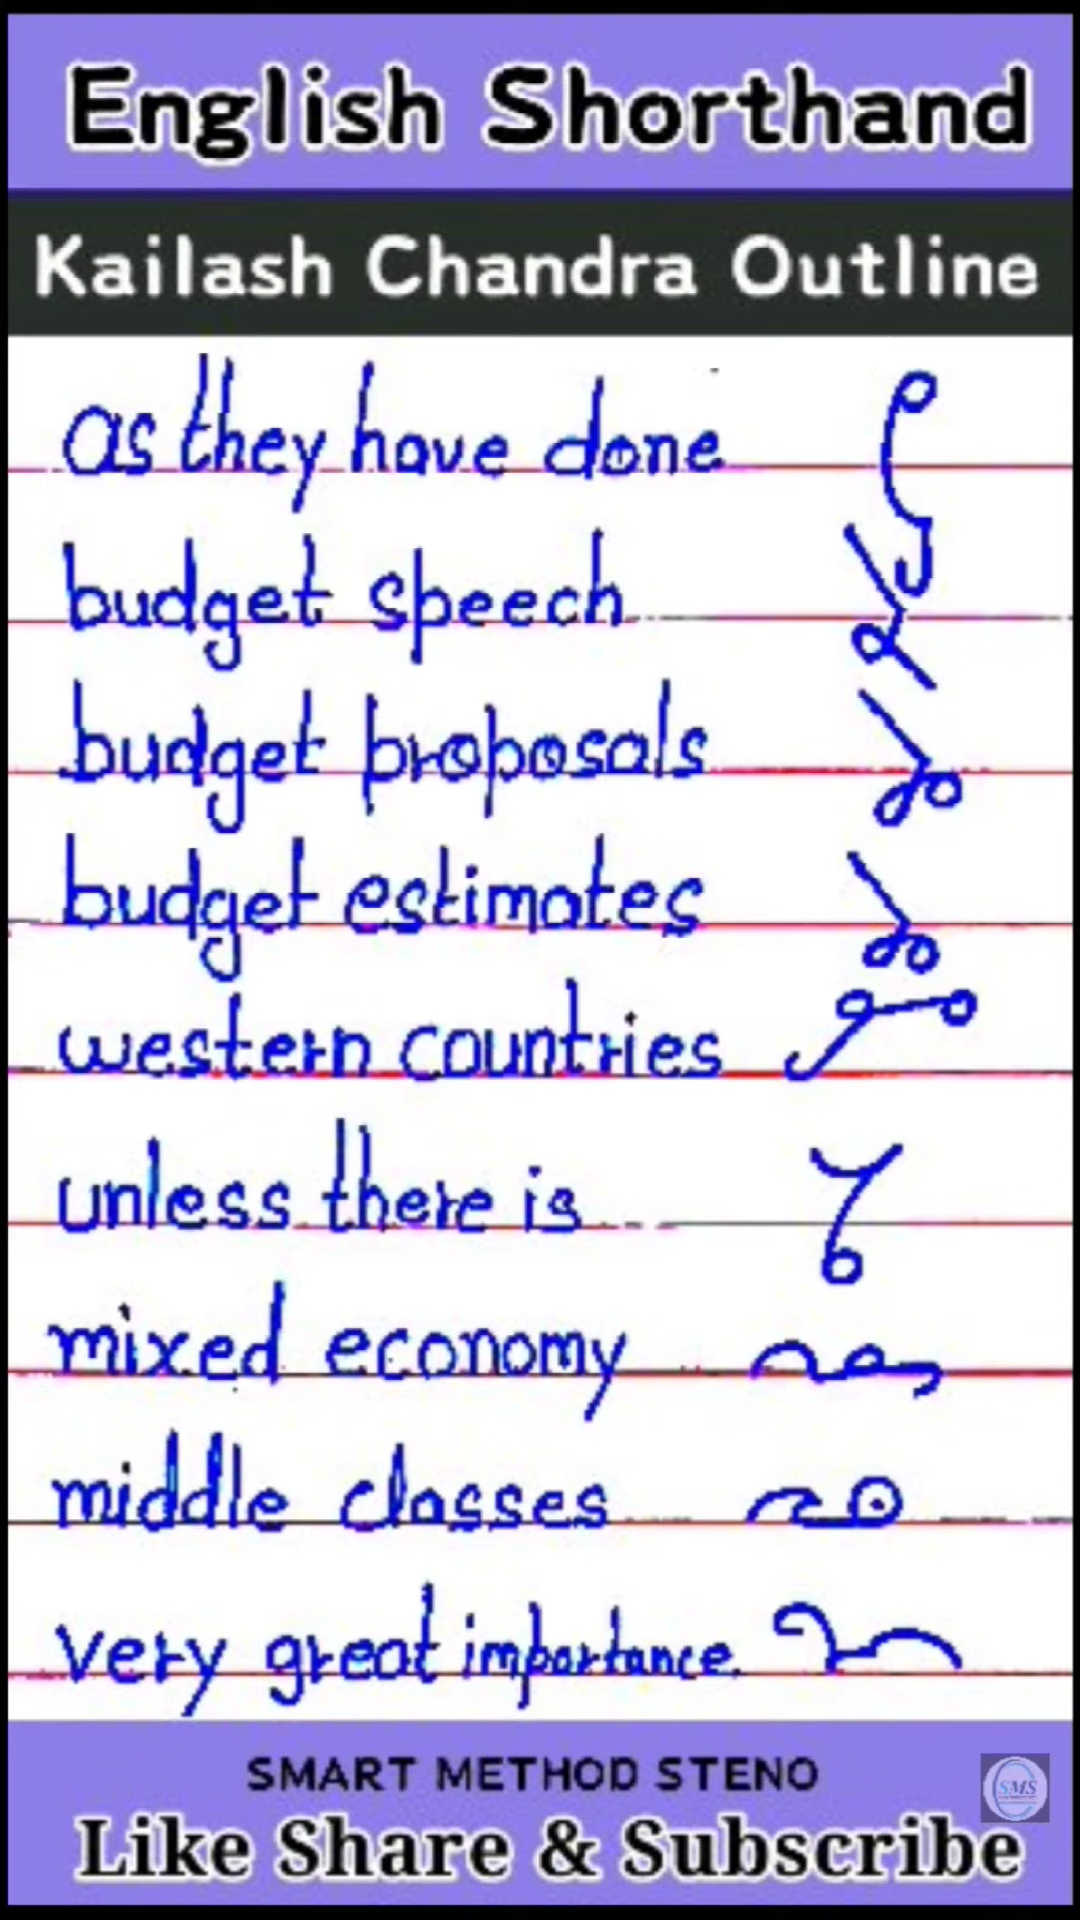 English Shorthand
Kailash Chandra Outline
as they have done
budget speech
budget proposals
budget estimates
western countries
unless there is
mixed economy
middle classes
very great importance.
SMART METHOD STENO
SMS
Like Share & Subscribe